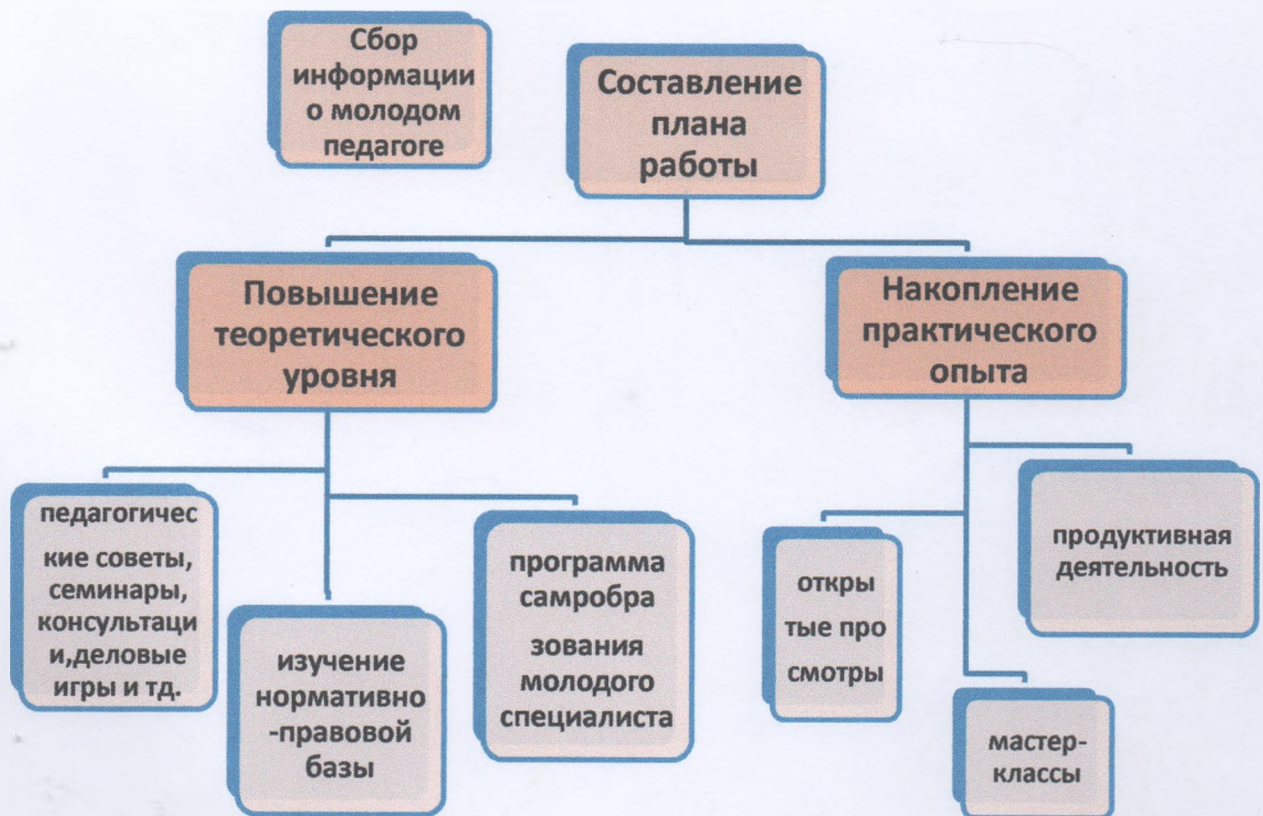 Сбор
информации
о молодом
педагоге
Составление
плана
работы
Повышение
теоретического
уровня
Накопление
практического
опыта
педагогичес
кие советы,
семинары,
консультаци
и,деловые
игры и тд.
изучение
нормативно
-правовой
базы
программа
самробра
зования
молодого
специалиста
откры
тые про
смотры
мастер-
классы
продуктивная
деятельность